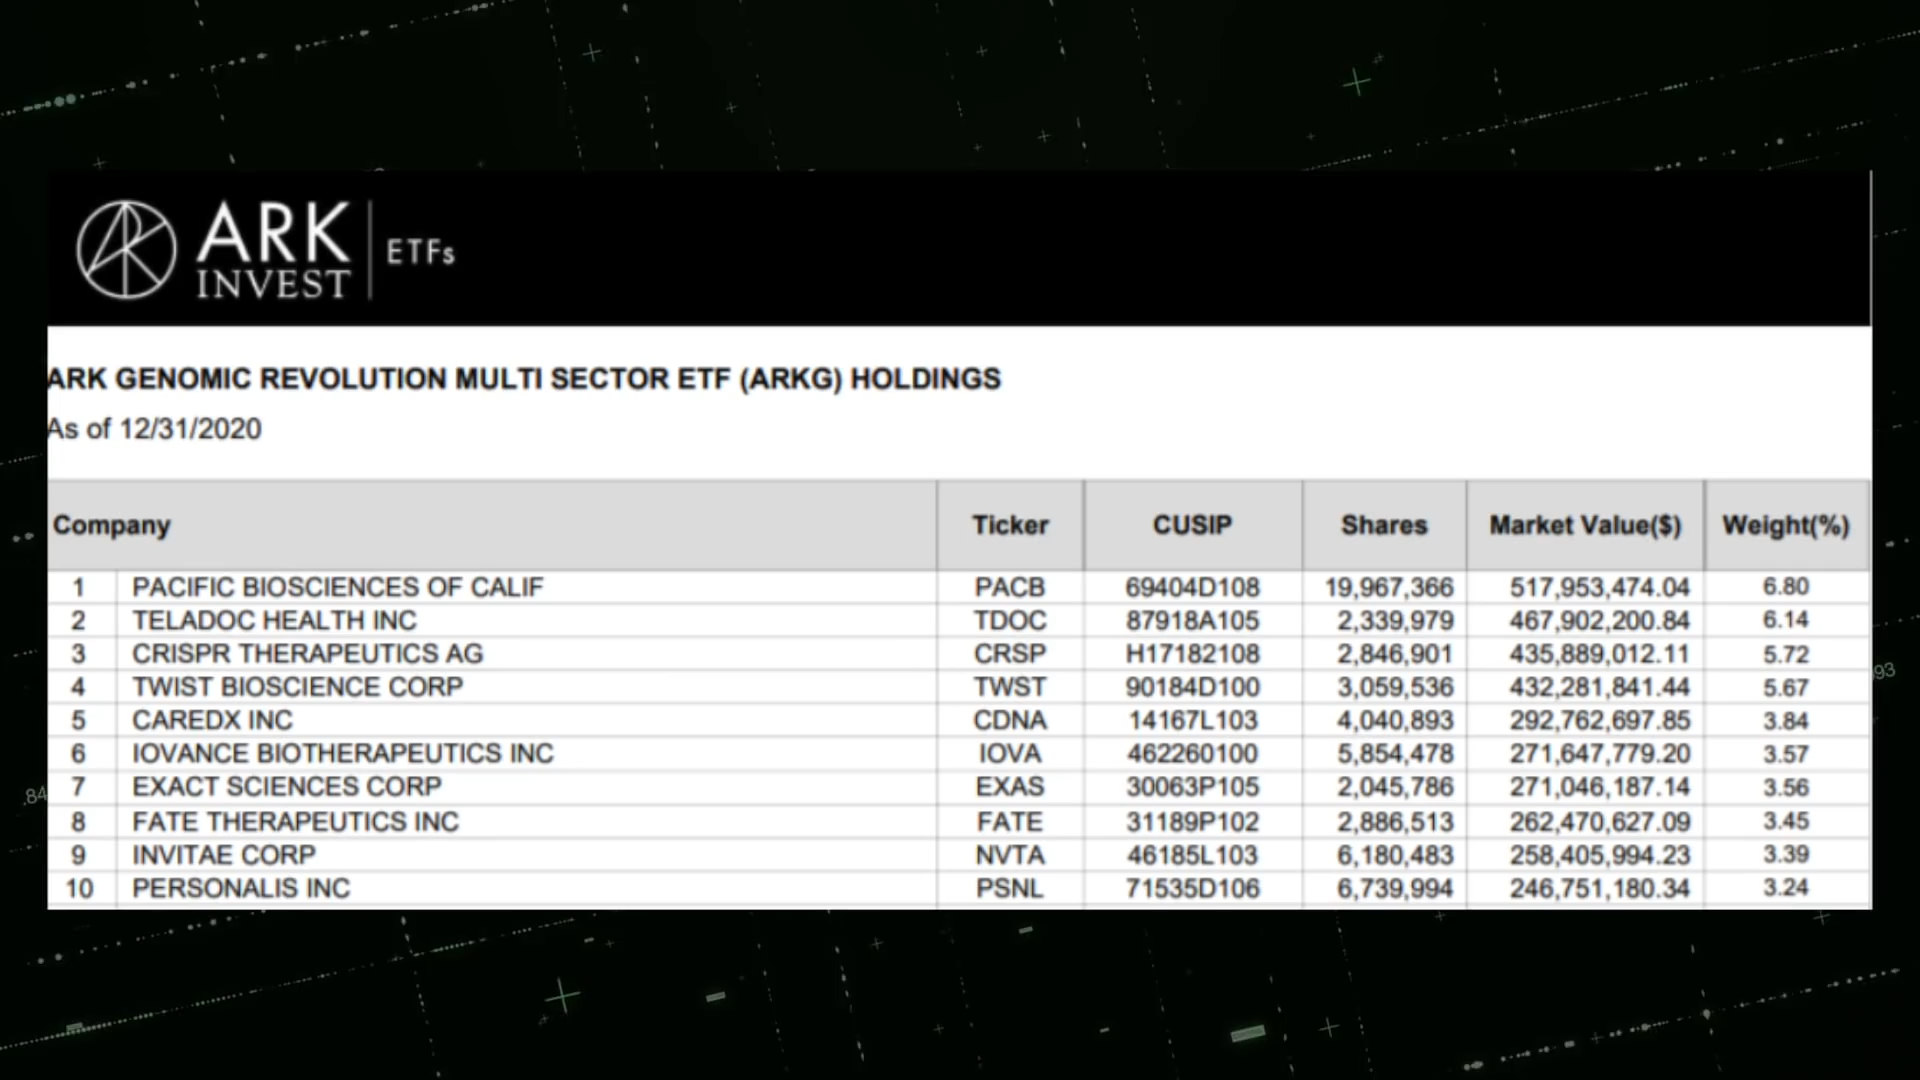 ARK
INVEST
ETFs
ARK GENOMIC REVOLUTION MULTI SECTOR ETF (ARKG) HOLDINGS
As of 12/31/2020
Company Ticker CUSIP Shares Market Value($) Weight(%)
1 PACIFIC BIOSCIENCES OF CALIF PACB 69404D108 19,967,366 517,953,474.04 6.80
2 TELADOC HEALTH INC TDOC 87918A105 2,339,979 467,902,200.84 6.14
3 CRISPR THERAPEUTICS AG CRSP H17182108 2,846,901 435,889,012.11 5.72
4 TWIST BIOSCIENCE CORP TWST 90184D100 3,059,536 432,281,841.44 5.67
5 CAREDX INC CDNA 14167L103 4,040,893 292,762,697.85 3.84
6 IOVANCE BIOTHERAPEUTICS INC IOVA 462260100 5,854,478 271,647,779.20 3.57
7 EXACT SCIENCES CORP EXAS 30063P105 2,045,786 271,046,187.14 3.56
8 FATE THERAPEUTICS INC FATE 31189P102 2,886,513 262,470,627.09 3.45
9 INVITAE CORP NVTA 46185L103 6,180,483 258,405,994.23 3.39
10 PERSONALIS INC PSNL 71535D106 6,739,994 246,751,180.34 3.24
.84
93